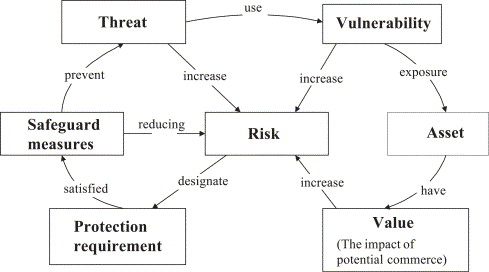 use
Threat
Vulnerability
prevent
increase
increase
exposure
Safeguard
measures
reducing
Risk
Asset
satisfied
designate
increase
have
Protection
requirement
Value
(The impact of
potential commerce)